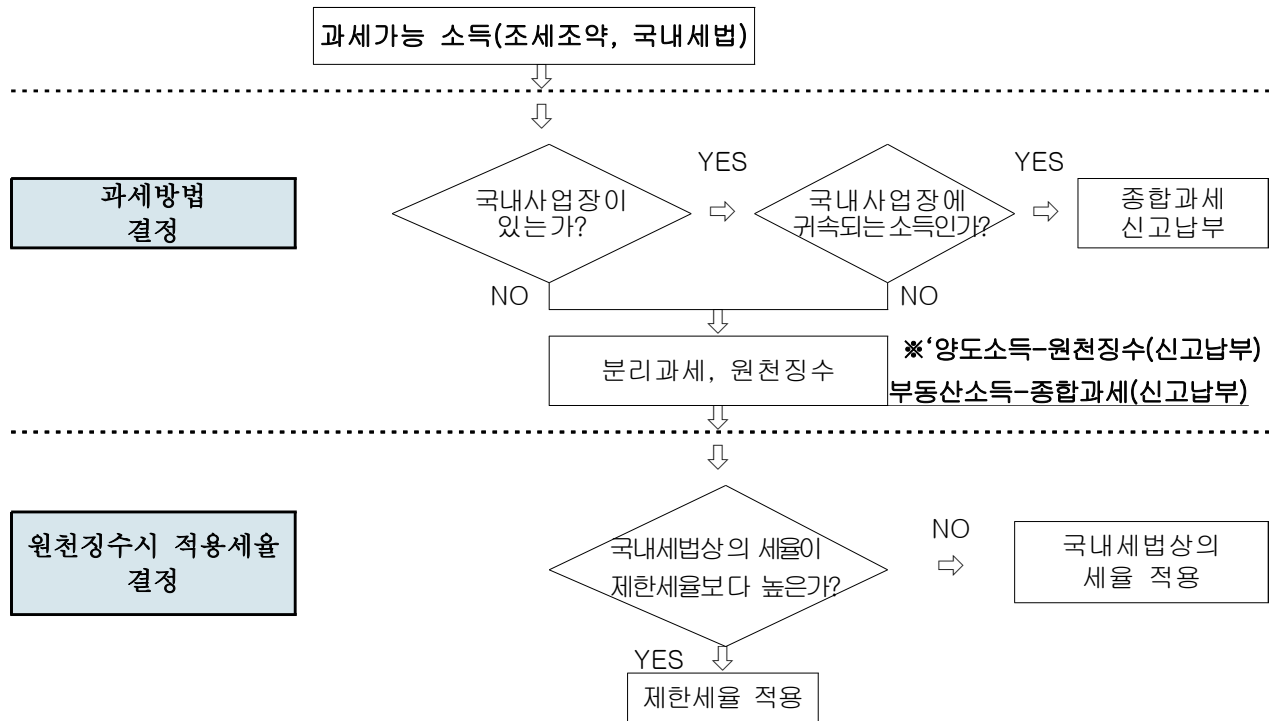 과세가능 소득(조세조약, 국내세법)
YES
YES
과세방법
결정
국내사업장이
있는가?
국내사업장에
귀속되는소득인가?
종합과세
신고납부
NO
NO
분리과세, 원천징수
※‘양도소득-원천징수(신고납부)
부동산소득-종합과세(신고납부)
원천징수시 적용세율
결정
국내세법상의 세율이
제한세율보다 높은가?
NO
국내세법상의
세율 적용
YES
제한세율 적용